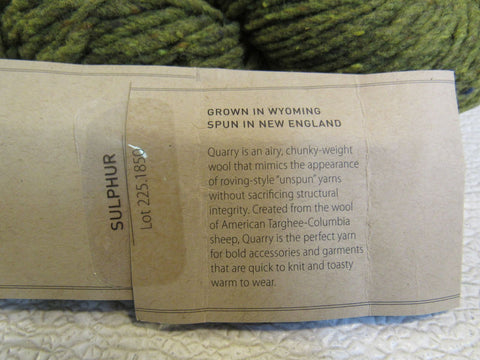 SULPHUR
Lot 225.1850
GROWN IN WYOMING
SPUN IN NEW ENGLAND
Quarry is an airy, chunky-weight
wool that mimics the appearance
of roving-style "unspun" yarns
without sacrificing structural
integrity. Created from the wool
of American Targhee-Columbia
sheep, Quarry is the perfect yarn
for bold accessories and garments
that are quick to knit and toasty
warm to wear.